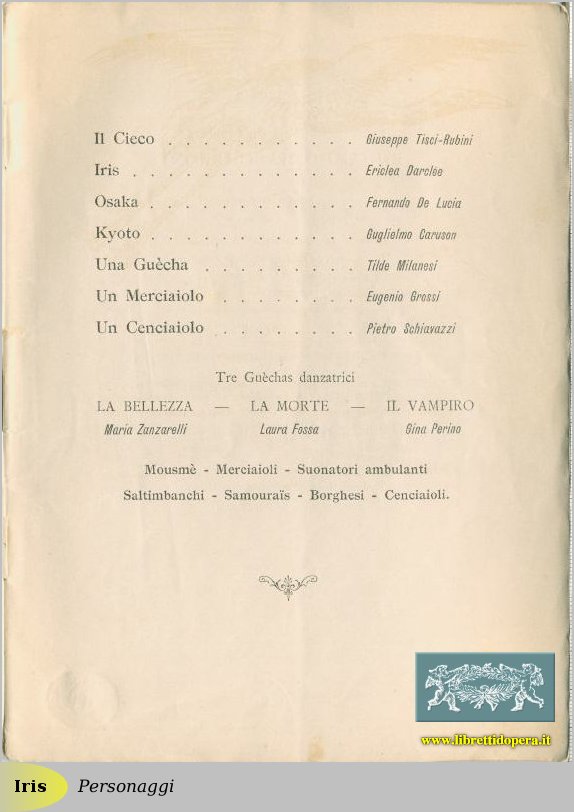 Il Cieco . . . . . . . . . . . Giuseppe Tisci-Rubini
Iris . . . . . . . . . . . . . Ericlea Darclèe
Osaka . . . . . . . . . . . . Fernando De Lucia
Kyoto . . . . . . . . . . . . Guglielmo Caruson
Una Guècha . . . . . . . . . Tilde Milanesi
Un Merciaiolo . . . . . . . . Eugenio Grossi
Un Cenciaiolo . . . . . . . . Pietro Schiavazzi
Tre Guèchas danzatrici
LA BELLEZZA — LA MORTE — IL VAMPIRO
Maria Zanzarelli Laura Fossa Gina Perino
Mousmè - Merciaioli - Suonatori ambulanti
Saltimbanchi - Samouraïs - Borghesi - Cenciaioli.
www.librettidopera.it
Iris Personaggi